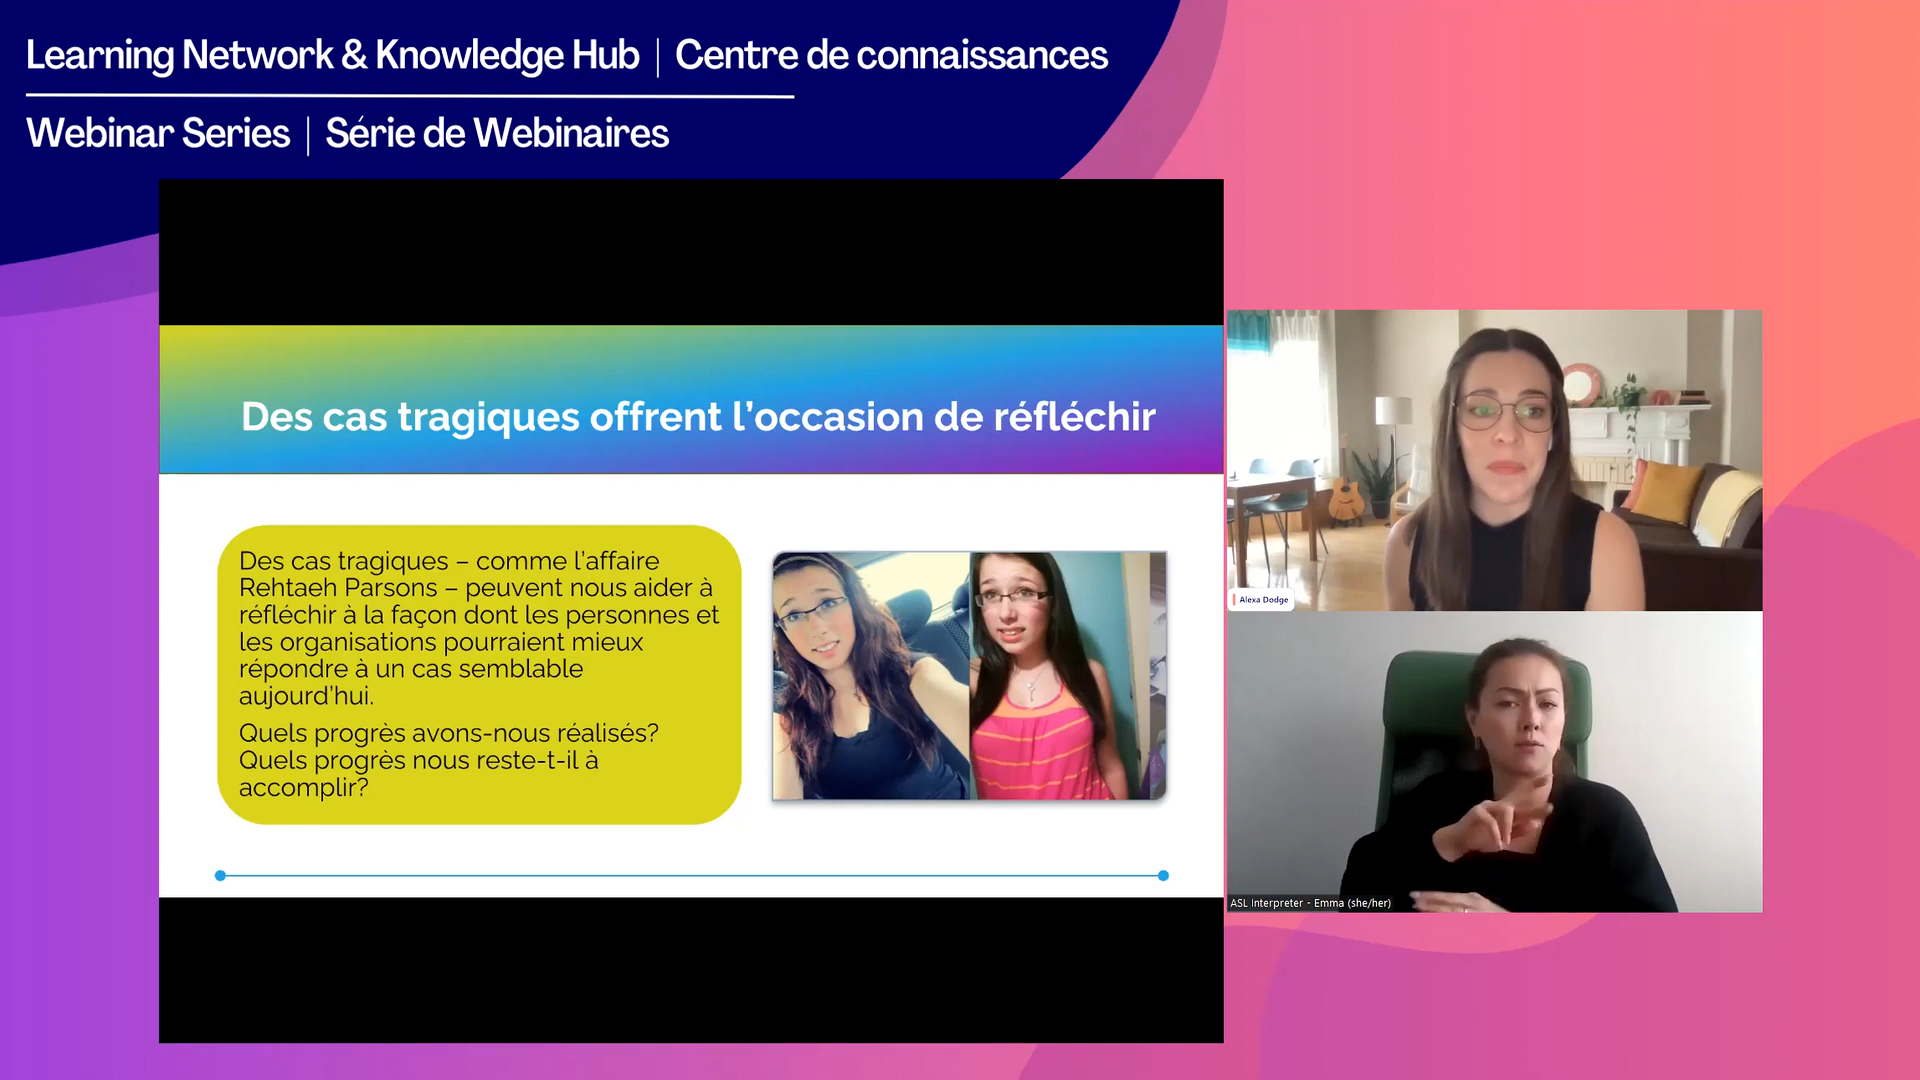 Learning Network & Knowledge Hub | Centre de connaissances
Webinar Series | Série de Webinaires
Des cas tragiques offrent l'occasion de réfléchir
Des cas tragiques – comme l'affaire
Rehtaeh Parsons – peuvent nous aider à
réfléchir à la façon dont les personnes et
les organisations pourraient mieux
répondre à un cas semblable
aujourd'hui.
Quels progrès avons-nous réalisés?
Quels progrès nous reste-t-il à
accomplir?
Alexa Dodge
ASL Interpreter - Emma (she/her)